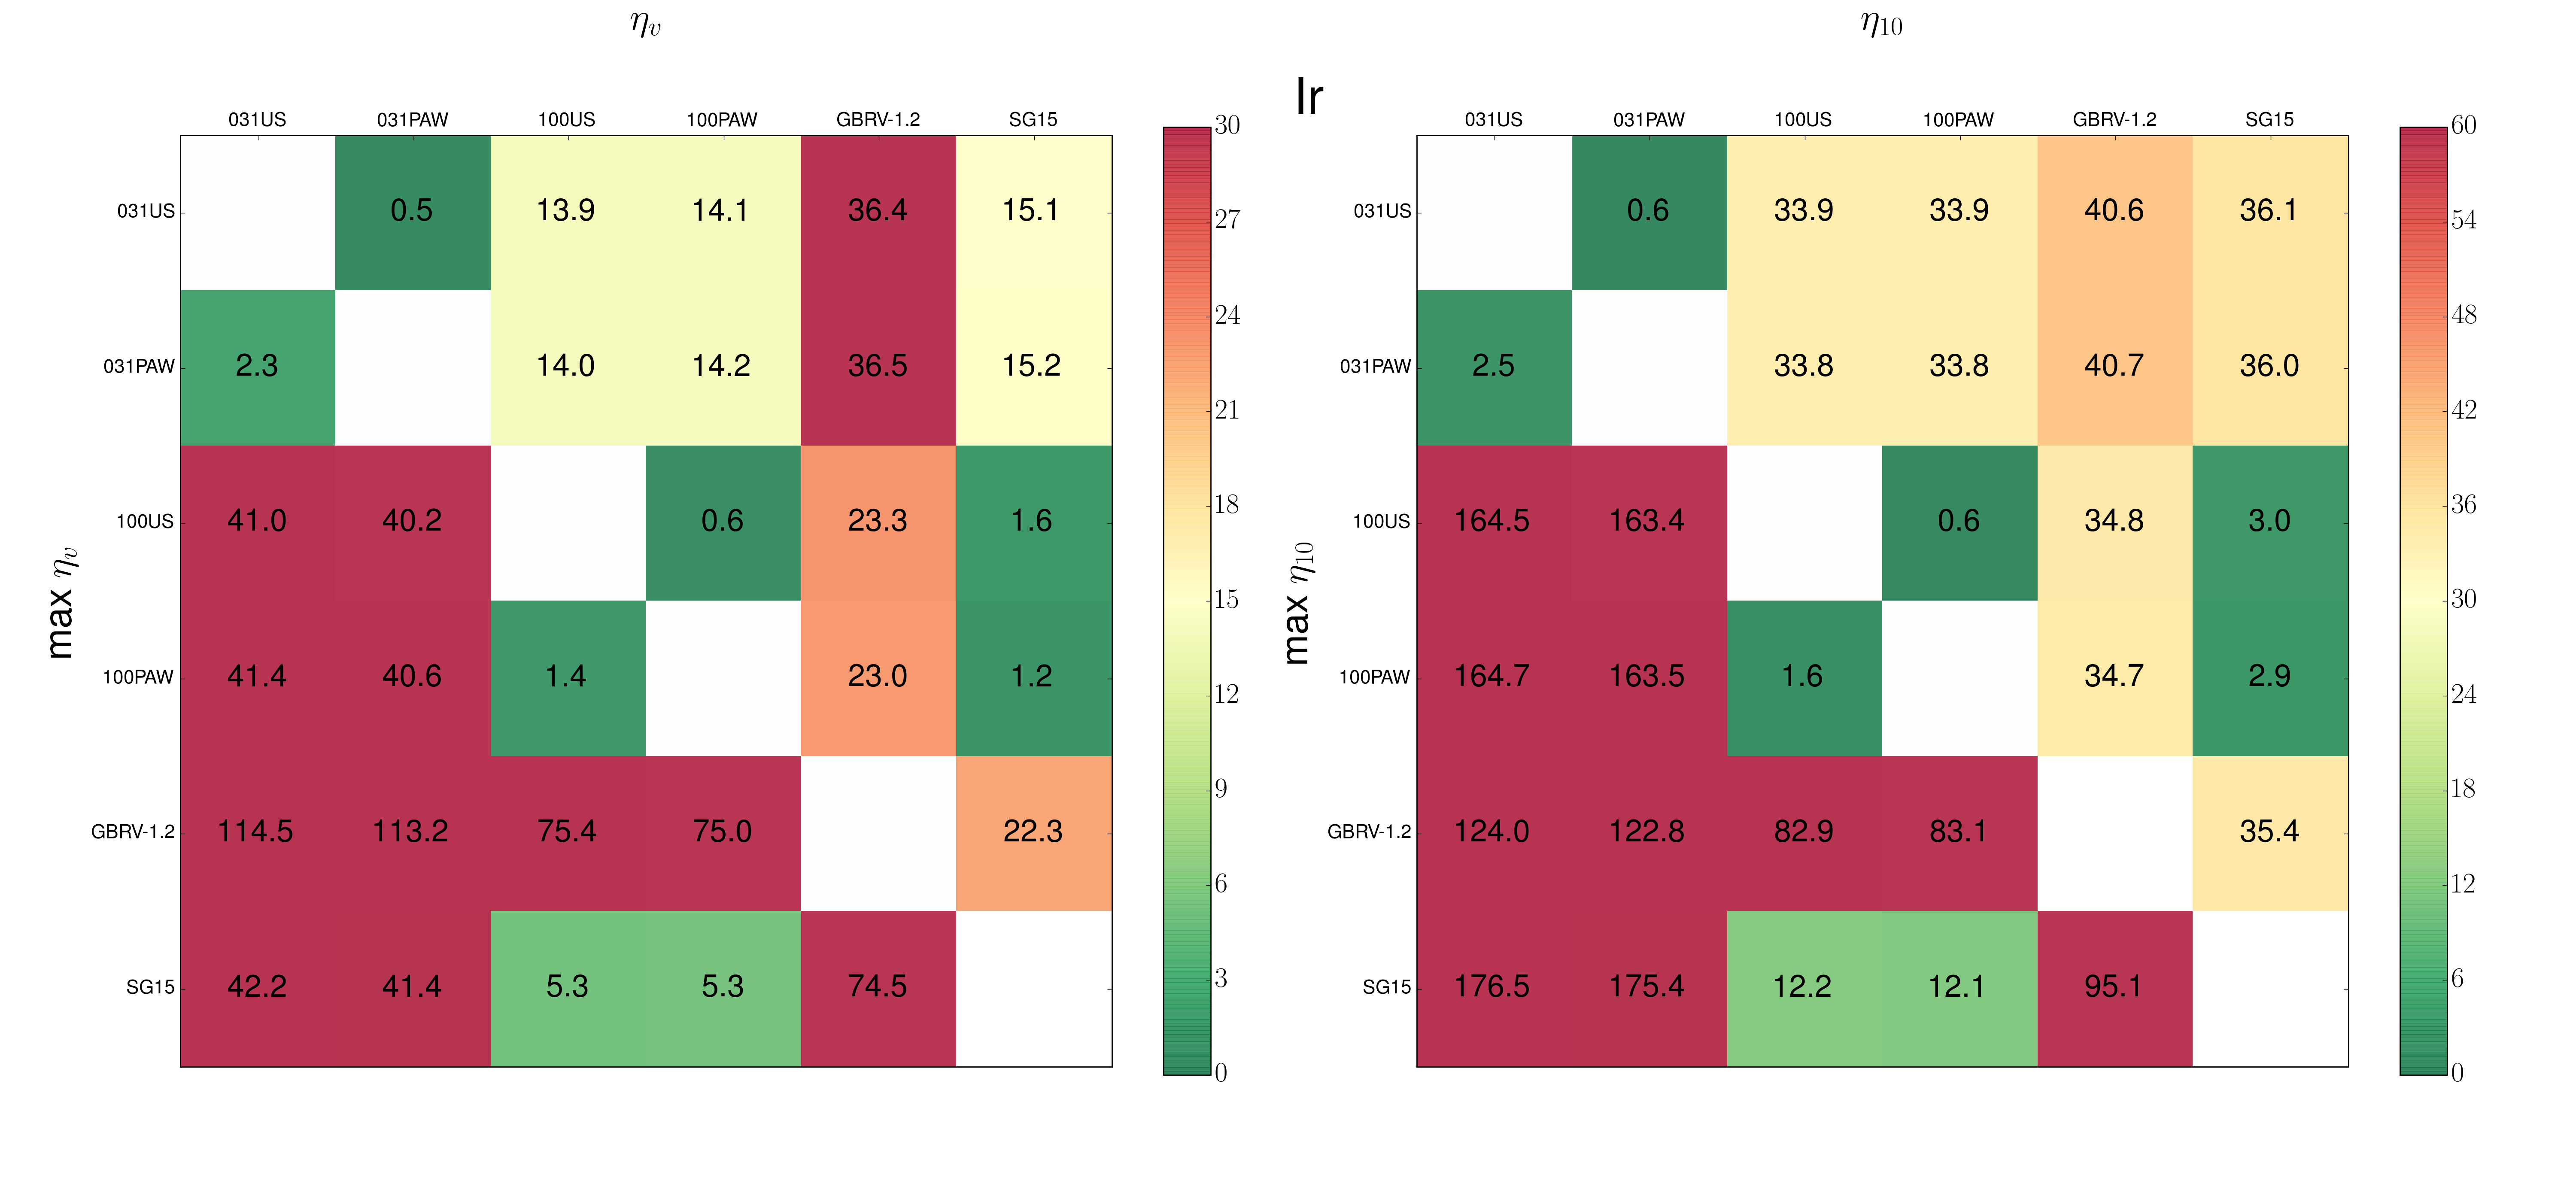 η_v
031US 031PAW 100US 100PAW GBRV-1.2 SG15
031US 0.5 13.9 14.1 36.4 15.1
031PAW 2.3 14.0 14.2 36.5 15.2
100US 41.0 40.2 0.6 23.3 1.6
100PAW 41.4 40.6 1.4 23.0 1.2
GBRV-1.2 114.5 113.2 75.4 75.0 22.3
SG15 42.2 41.4 5.3 5.3 74.5
max η_v
30
27
24
21
18
15
12
9
6
3
0
Ir
η_10
031US 031PAW 100US 100PAW GBRV-1.2 SG15
031US 0.6 33.9 33.9 40.6 36.1
031PAW 2.5 33.8 33.8 40.7 36.0
100US 164.5 163.4 0.6 34.8 3.0
100PAW 164.7 163.5 1.6 34.7 2.9
GBRV-1.2 124.0 122.8 82.9 83.1 35.4
SG15 176.5 175.4 12.2 12.1 95.1
max η_10
60
54
48
42
36
30
24
18
12
6
0